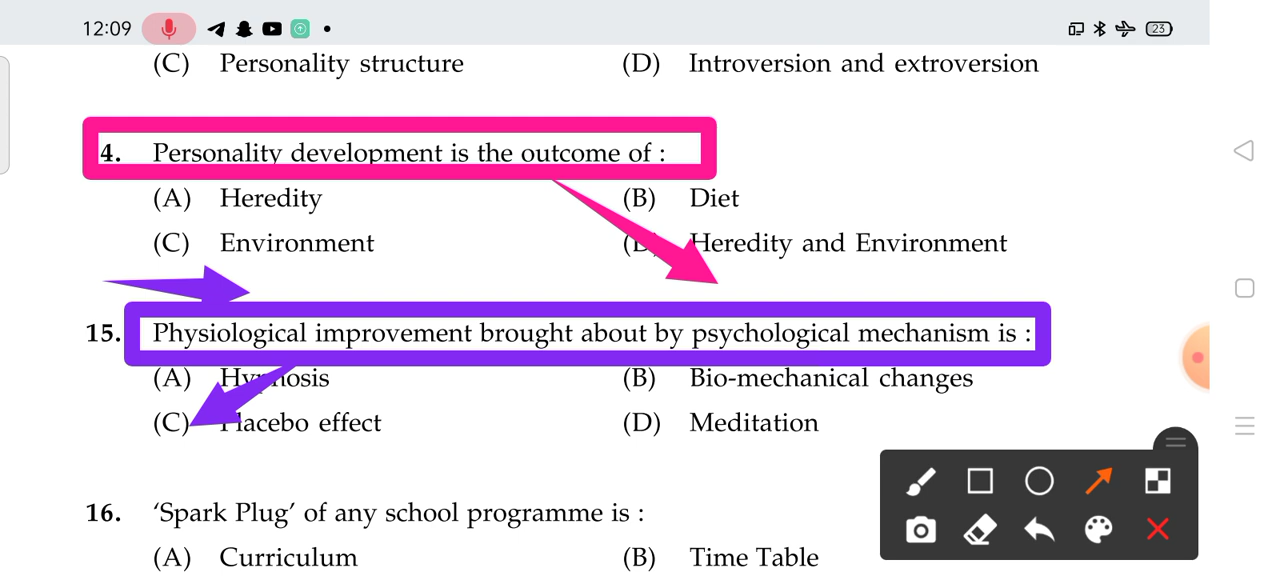 12:09 23
(C) Personality structure (D) Introversion and extroversion
4. Personality development is the outcome of :
(A) Heredity (B) Diet
(C) Environment (D) Heredity and Environment
15. Physiological improvement brought about by psychological mechanism is :
(A) Hypnosis (B) Bio-mechanical changes
(C) Placebo effect (D) Meditation
16. ‘Spark Plug’ of any school programme is :
(A) Curriculum (B) Time Table